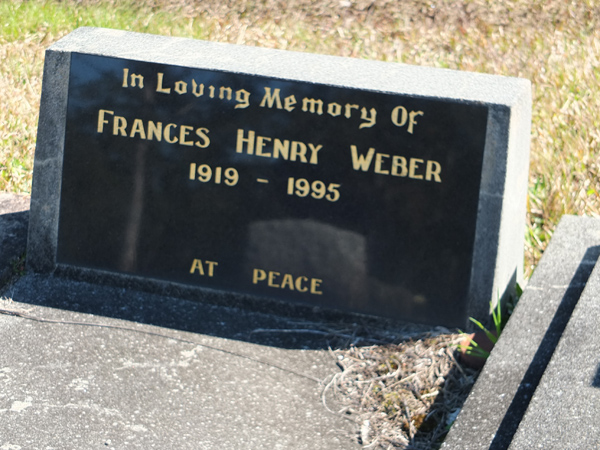 In Loving Memory Of
FRANCES HENRY WEBER
1919 - 1995
AT PEACE